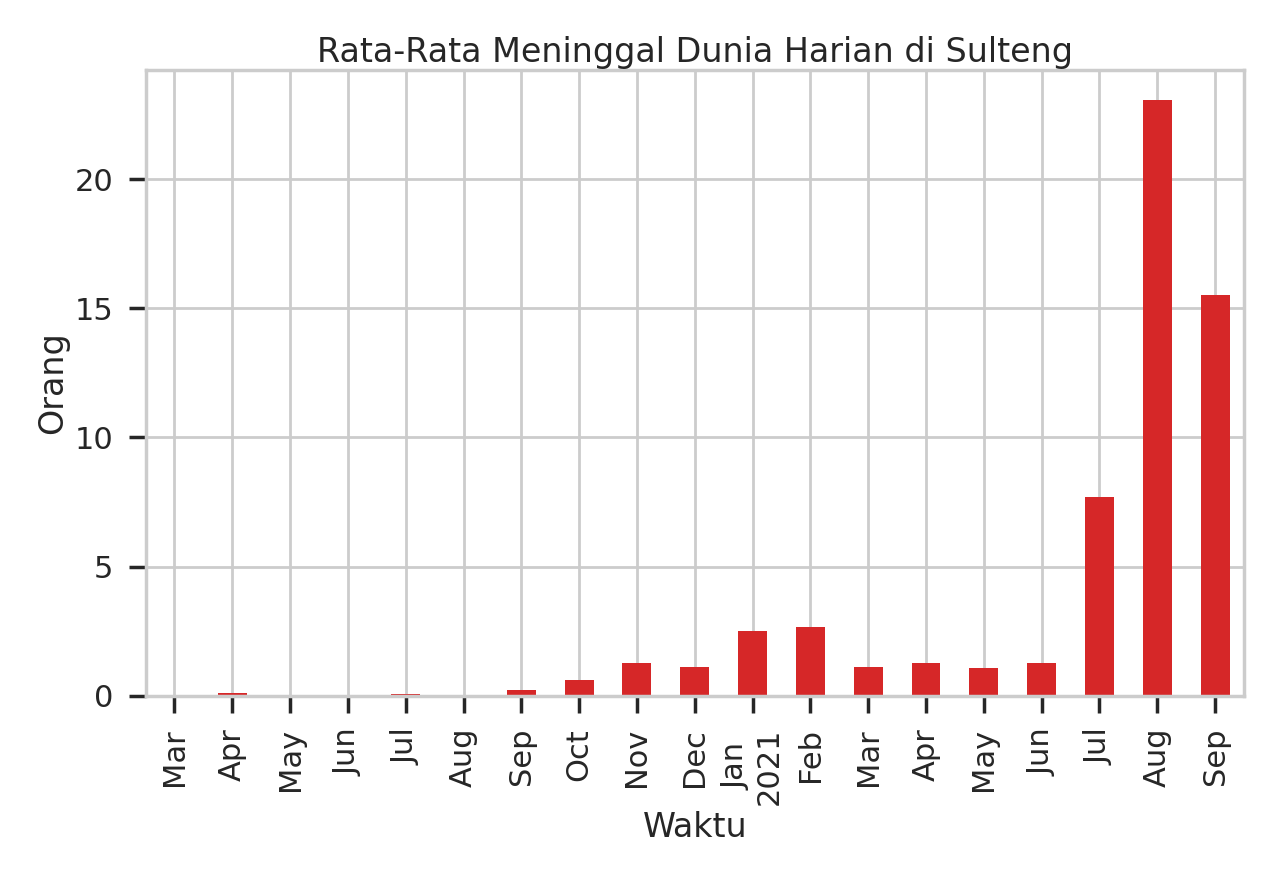 Rata-Rata Meninggal Dunia Harian di Sulteng
Orang
20
15
10
5
0
Mar
Apr
May
Jun
Jul
Aug
Sep
Oct
Nov
Dec
Jan
2021
Feb
Mar
Apr
May
Jun
Jul
Aug
Sep
Waktu